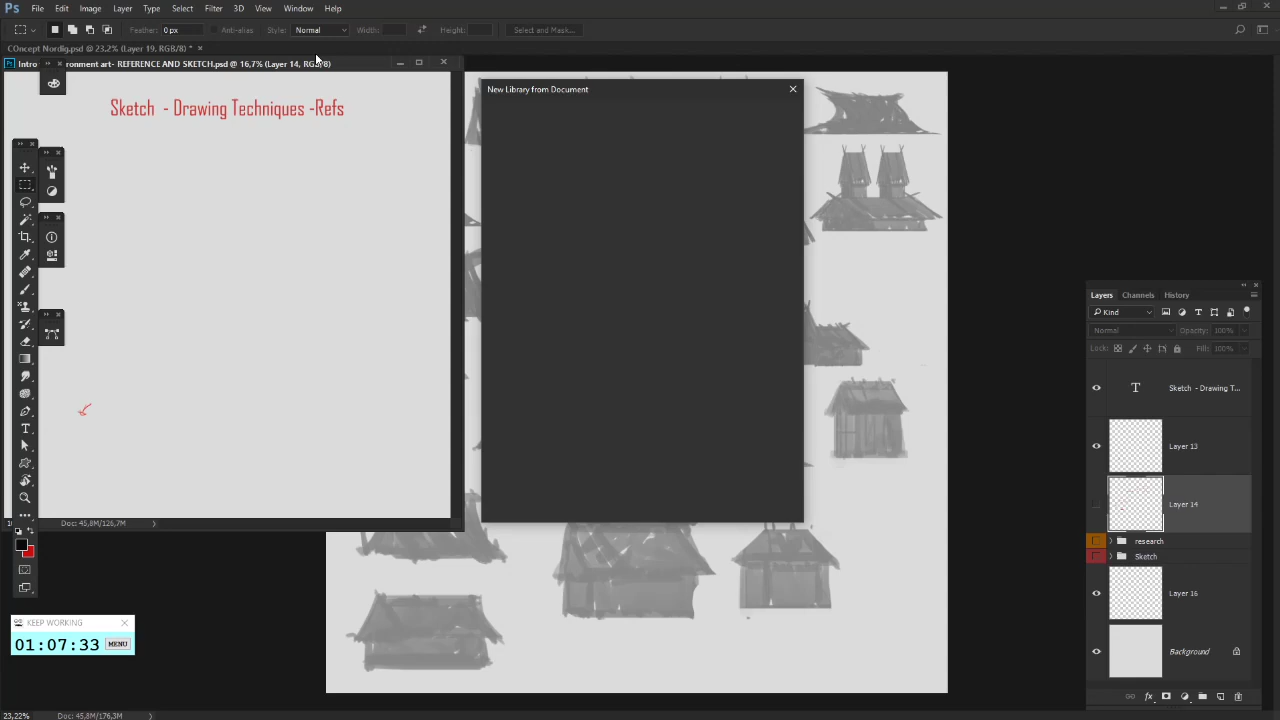 Ps File Edit Image Layer Type Select Filter 3D View Window Help
Feather: 0 px Anti-alias Style: Normal Width: Height: Select and Mask...
COncept Nordig.psd @ 23,2% (Layer 19, RGB/8) *
REFERENCE AND SKETCH.psd @ 16,7% (Layer 14, RGB/8)
New Library from Document
Sketch - Drawing Techniques -Refs
Layers Channels History
Kind
Normal Opacity: 100%
Lock: Fill: 100%
T Sketch - Drawing T...
Layer 13
Layer 14
research
Sketch
Layer 16
Background
Doc: 45,8M/126,7M
KEEP WORKING
01:07:33 MENU
23,22% Doc: 45,8M/176,3M